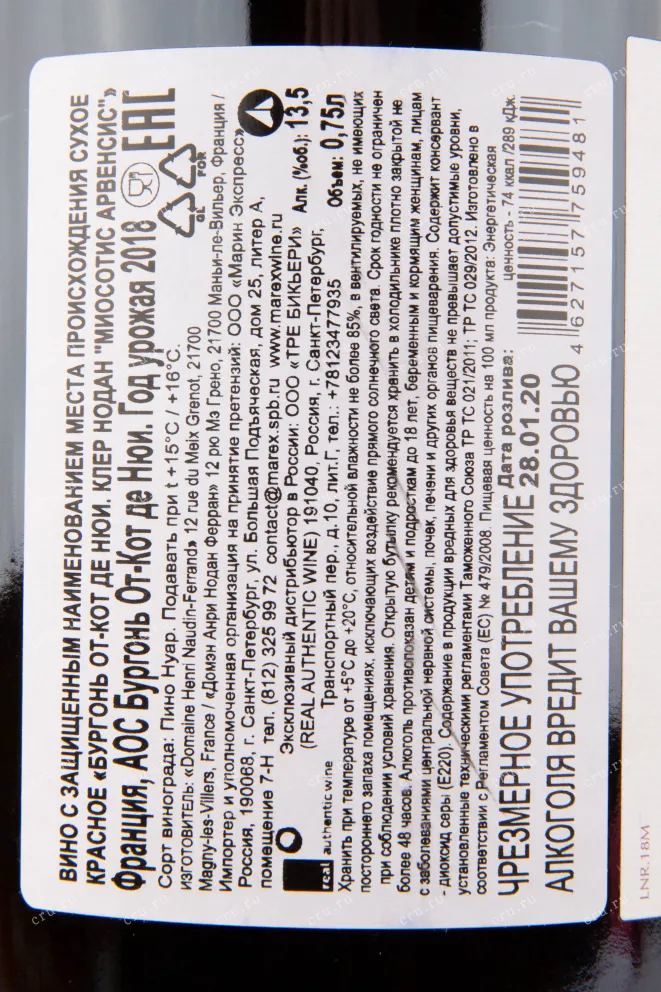 ВИНО С ЗАЩИЩЕННЫМ НАИМЕНОВАНИЕМ МЕСТА ПРОИСХОЖДЕНИЯ СУХОЕ
КРАСНОЕ «БУРГОНЬ ОТ-КОТ ДЕ НЮИ. КЛЕР НОДАН "МИОСОТИС АРВЕНСИС"»
Франция, АОС Бургонь От-Кот де Нюи. Год урожая 2018
EAC
GL
FOR
Сорт винограда: Пино Нуар. Подавать при t +15°C / +16°C.
изготовитель: «Domaine Henri Naudin-Ferrand» 12 rue du Meix Grenot, 21700
Magny-les-Villers, France / «Домэн Анри Нодан Ферран» 12 рю Мэ Грено, 21700 Маньи-ле-Вильер, Франция /
Импортер и уполномоченная организация на принятие претензий: ООО «Марин Экспресс»
Россия, 190068, г. Санкт-Петербург, ул. Большая Подъяческая, дом 25, литер А,
помещение 7-Н тел. (812) 325 99 72 contact@marex.spb.ru www.marexwine.ru
Эксклюзивный дистрибьютор в России: ООО «ТРЕ БИКЬЕРИ»
(REAL AUTHENTIC WINE) 191040, Россия, г. Санкт-Петербург,
Транспортный пер., д.10, лит.Г, тел.: +78123477935
Алк. (%об.): 13,5
Объем: 0,75л
real authentic wine
Хранить при температуре от +5°C до +20°C, относительной влажности не более 85%, в вентилируемых, не имеющих
постороннего запаха помещениях, исключающих воздействие прямого солнечного света. Срок годности не ограничен
при соблюдении условий хранения. Открытую бутылку рекомендуется хранить в холодильнике плотно закрытой не
более 48 часов. Алкоголь противопоказан детям и подросткам до 18 лет, беременным и кормящим женщинам, лицам
с заболеваниями центральной нервной системы, почек, печени и других органов пищеварения. Содержит консервант
- диоксид серы (Е220). Содержание в продукции вредных для здоровья веществ не превышает допустимые уровни,
установленные техническими регламентами Таможенного Союза ТР ТС 021/2011; ТР ТС 029/2012. Изготовлено в
соответствии с Регламентом Совета (ЕС) № 479/2008. Пищевая ценность на 100 мл продукта: Энергетическая
ценность - 74 ккал /289 кДж.
ЧРЕЗМЕРНОЕ УПОТРЕБЛЕНИЕ
АЛКОГОЛЯ ВРЕДИТ ВАШЕМУ ЗДОРОВЬЮ
Дата розлива:
28.01.20
4 627157 759481
LNR.18M
cru.ru